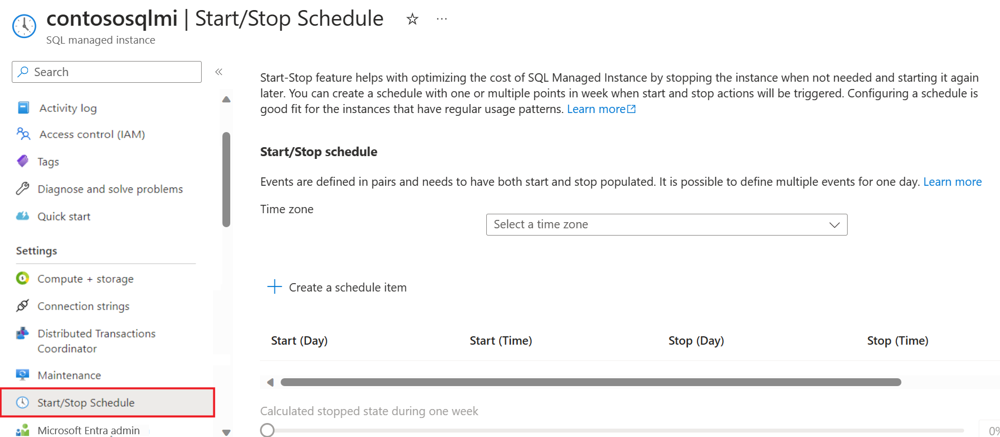 contososqlmi | Start/Stop Schedule
SQL managed instance
Search
Activity log
Access control (IAM)
Tags
Diagnose and solve problems
Quick start
Settings
Compute + storage
Connection strings
Distributed Transactions
Coordinator
Maintenance
Start/Stop Schedule
Microsoft Entra admin
Start-Stop feature helps with optimizing the cost of SQL Managed Instance by stopping the instance when not needed and starting it again
later. You can create a schedule with one or multiple points in week when start and stop actions will be triggered. Configuring a schedule is
good fit for the instances that have regular usage patterns. Learn more
Start/Stop schedule
Events are defined in pairs and needs to have both start and stop populated. It is possible to define multiple events for one day. Learn more
Time zone
Select a time zone
Create a schedule item
Start (Day) Start (Time) Stop (Day) Stop (Time)
Calculated stopped state during one week
0%